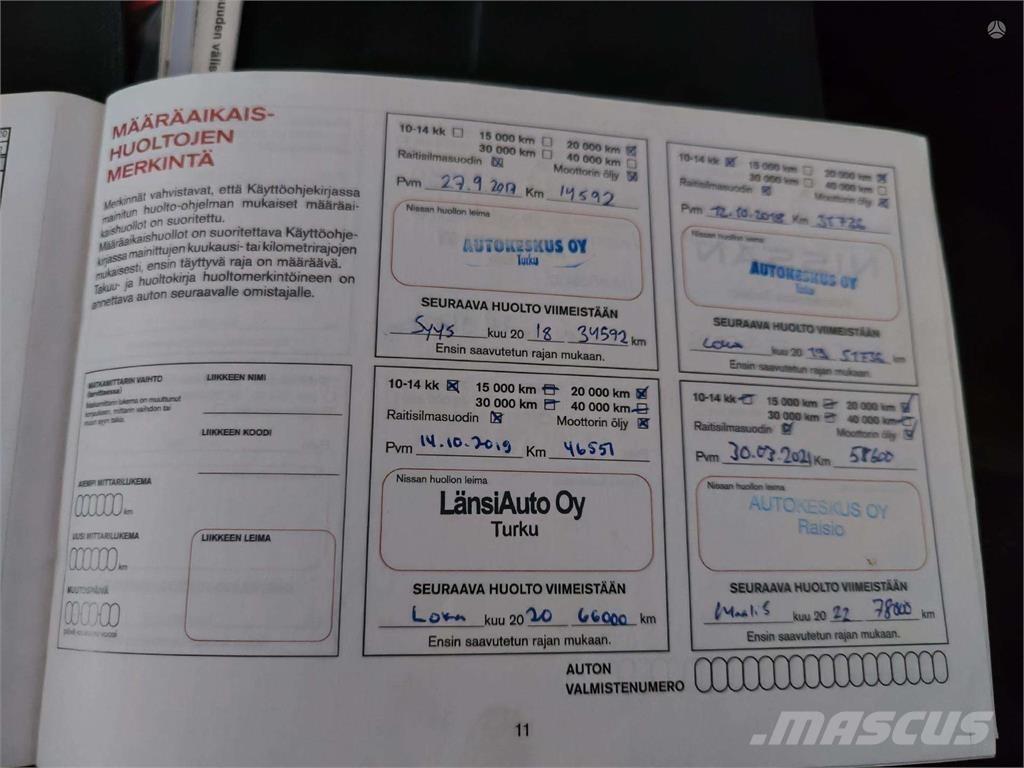 uuden välis
MÄÄRÄAIKAIS-
HUOLTOJEN
MERKINTÄ
Merkinnät vahvistavat, että Käyttöohjekirjassa
mainitun huolto-ohjelman mukaiset määräai-
kaishuollot on suoritettu.
Määräaikaishuollot on suoritettava Käyttöohje-
kirjassa mainittujen kuukausi- tai kilometrirajojen
mukaisesti, ensin täyttyvä raja on määräävä.
Takuu- ja huoltokirja huoltomerkintöineen on
annettava auton seuraavalle omistajalle.
10-14 kk 15 000 km 20 000 km
30 000 km 40 000 km
Raitisilmasuodin Moottorin öljy
Pvm 27.9.2017 Km 14592
Nissan huollon leima
AUTOKESKUS OY
Turku
SEURAAVA HUOLTO VIIMEISTÄÄN
Syys kuu 20 18 34592 km
Ensin saavutetun rajan mukaan.
10-14 kk 15 000 km 20 000 km
30 000 km 40 000 km
Raitisilmasuodin Moottorin öljy
Pvm 12.10.2018 Km 31736
Nissan huollon leima
AUTOKESKUS OY
Turku
SEURAAVA HUOLTO VIIMEISTÄÄN
Loka kuu 20 19 51736 km
Ensin saavutetun rajan mukaan.
MATKAMITTARIN VAIHTO
(tarvittaessa)
LIIKKEEN NIMI
LIIKKEEN KOODI
AIEMPI MITTARILUKEMA
km
UUSI MITTARILUKEMA
km
MUUTOSPÄIVÄ
LIIKKEEN LEIMA
10-14 kk 15 000 km 20 000 km
30 000 km 40 000 km
Raitisilmasuodin Moottorin öljy
Pvm 14.10.2019 Km 46551
Nissan huollon leima
LänsiAuto Oy
Turku
SEURAAVA HUOLTO VIIMEISTÄÄN
Loka kuu 20 20 66000 km
Ensin saavutetun rajan mukaan.
10-14 kk 15 000 km 20 000 km
30 000 km 40 000 km
Raitisilmasuodin Moottorin öljy
Pvm 30.03.2021 Km 58600
Nissan huollon leima
AUTOKESKUS OY
Raisio
SEURAAVA HUOLTO VIIMEISTÄÄN
Maalis kuu 20 22 78000 km
Ensin saavutetun rajan mukaan.
AUTON
VALMISTENUMERO
11
MASCUS